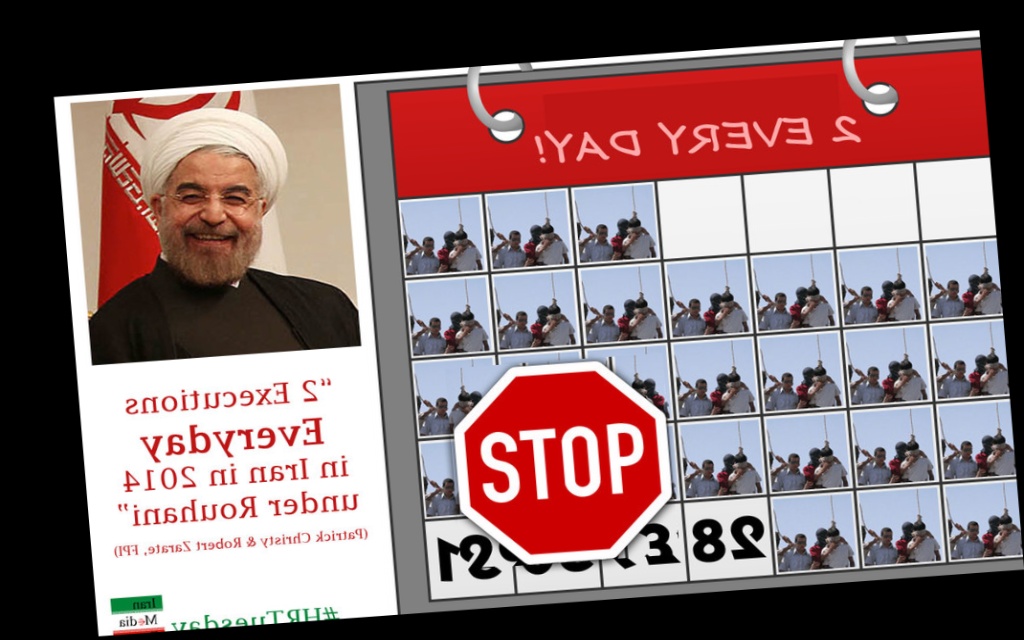 2 EVERY DAY!
STOP
28
“2 Executions
Everyday
in Iran in 2014
under Rouhani”
(Patrick Christy & Robert Zarate, FPI)
#HRTuesday
Iran
Media